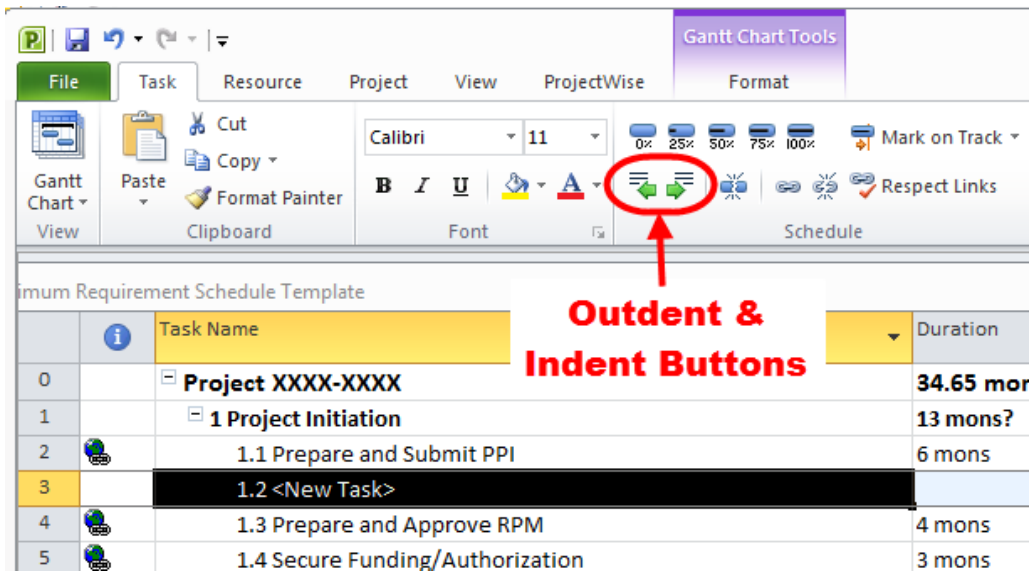 Gantt Chart Tools
File Task Resource Project View ProjectWise Format
Cut
Copy
Format Painter
Paste
Gantt Chart
Calibri 11
B I U A
0% 25% 50% 75% 100%
Mark on Track
Respect Links
View Clipboard Font Schedule
imum Requirement Schedule Template
Outdent &
Indent Buttons
Task Name Duration
0 Project XXXX-XXXX 34.65 mon
1 1 Project Initiation 13 mons?
2 1.1 Prepare and Submit PPI 6 mons
3 1.2 <New Task>
4 1.3 Prepare and Approve RPM 4 mons
5 1.4 Secure Funding/Authorization 3 mons